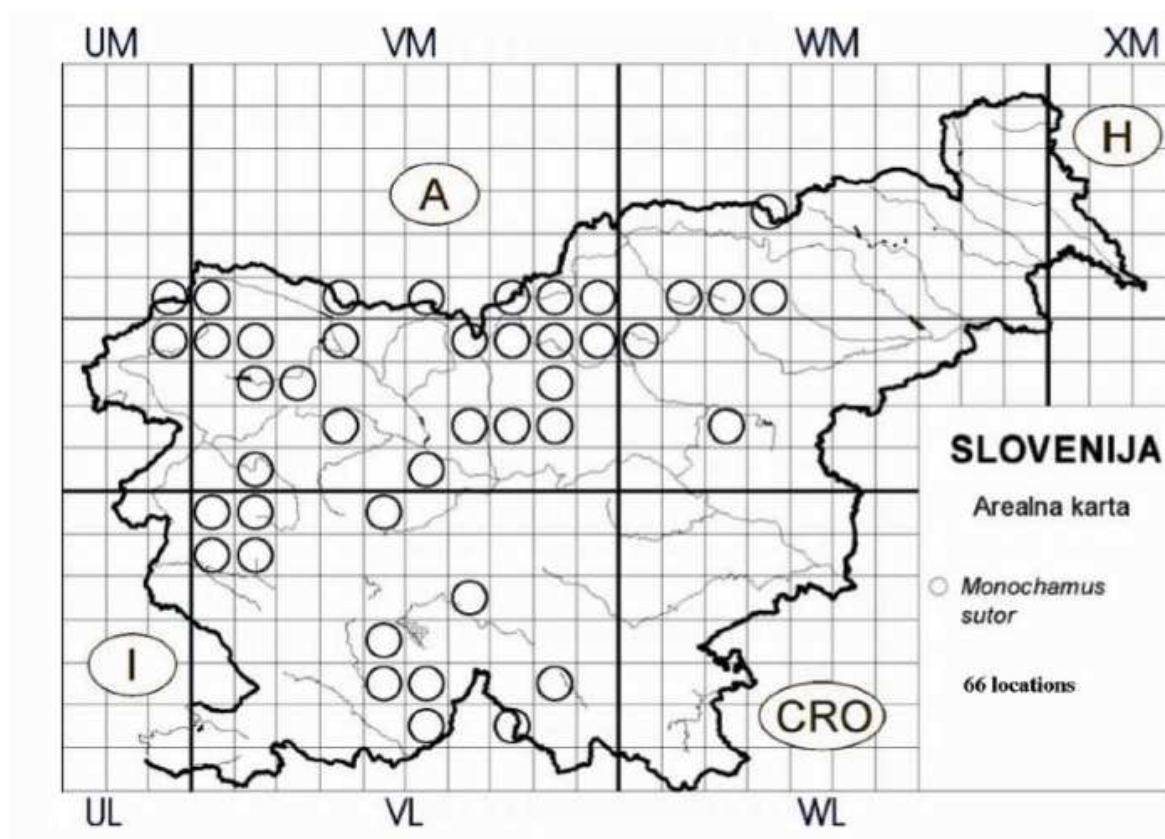 UM VM WM XM
H
A
SLOVENIJA
Arealna karta
Monochamus
sutor
I
66 locations
CRO
UL VL WL